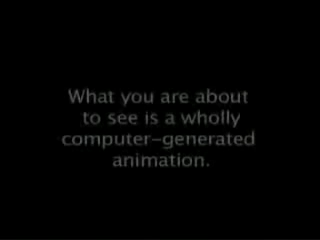 What you are about
to see is a wholly
computer-generated
animation.